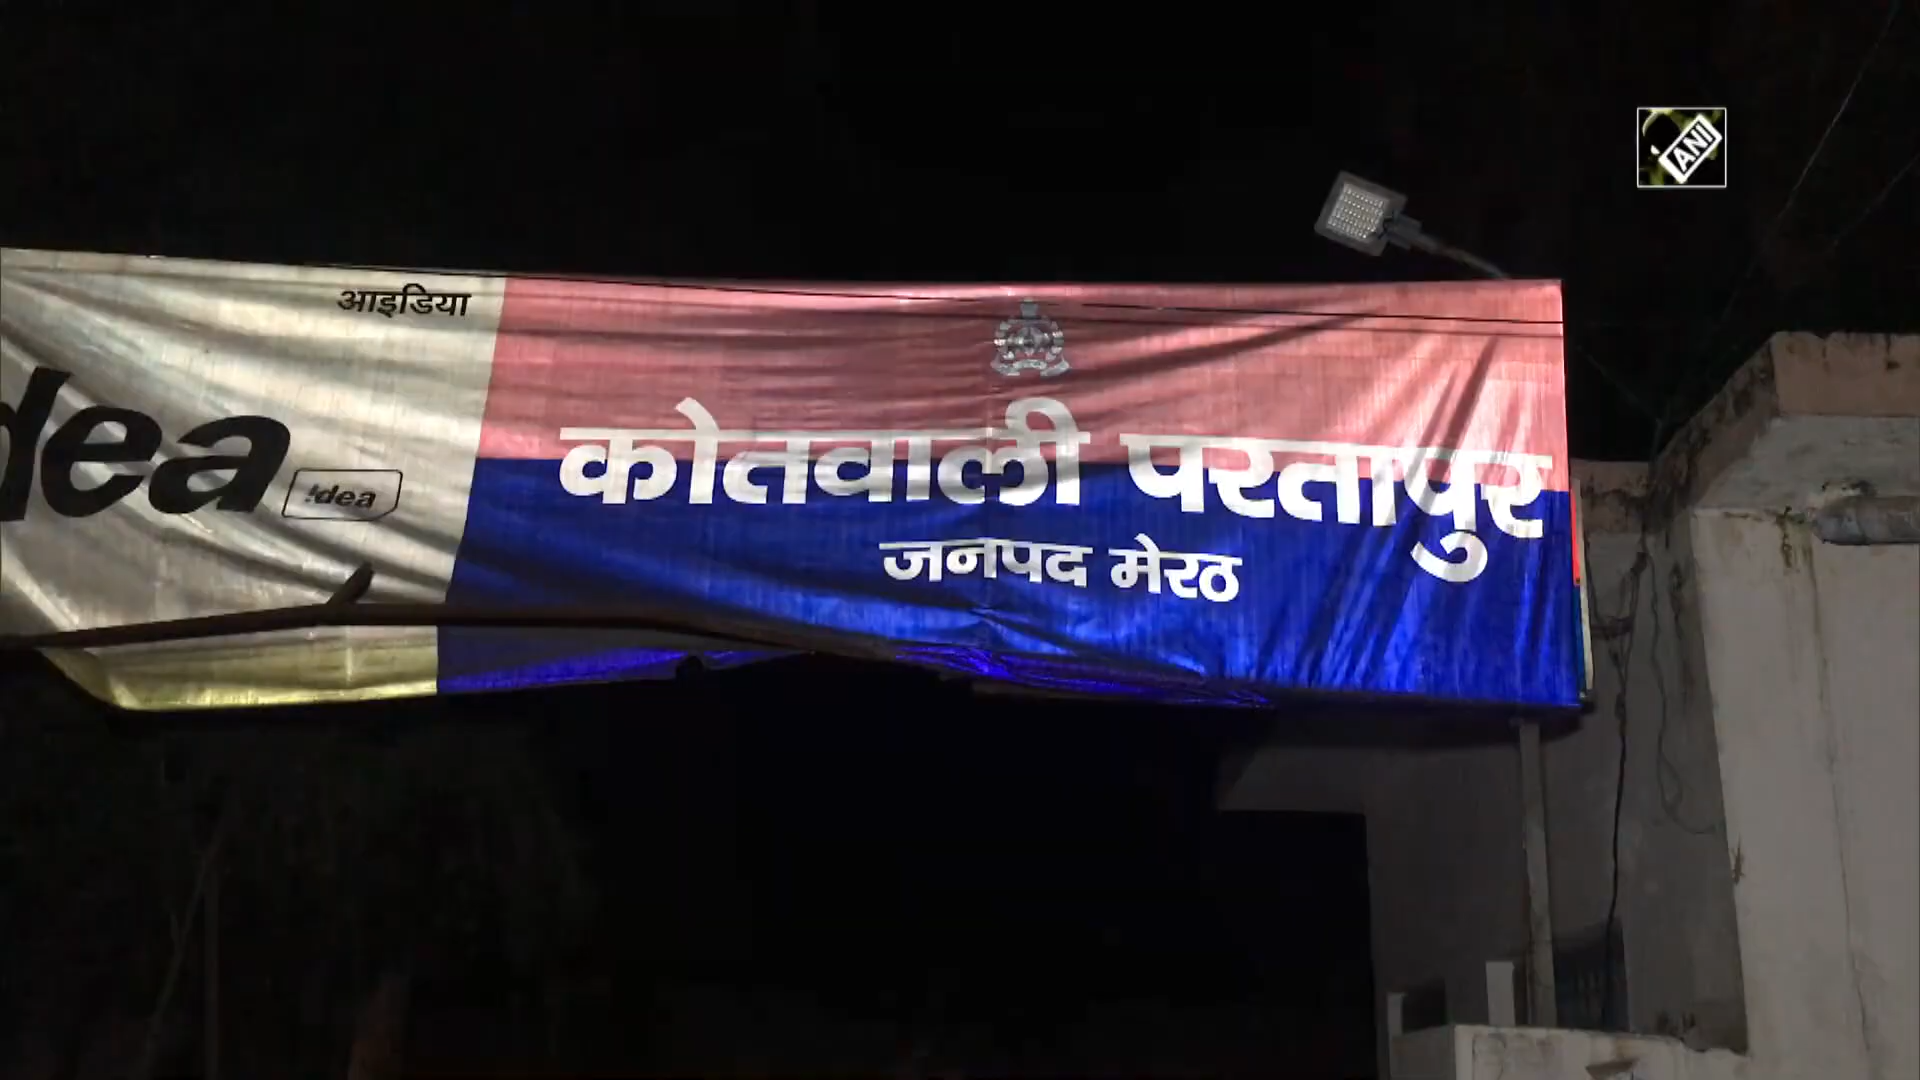 ANI
आइडिया
dea
!dea
कोतवाली परतापुर
जनपद मेरठ